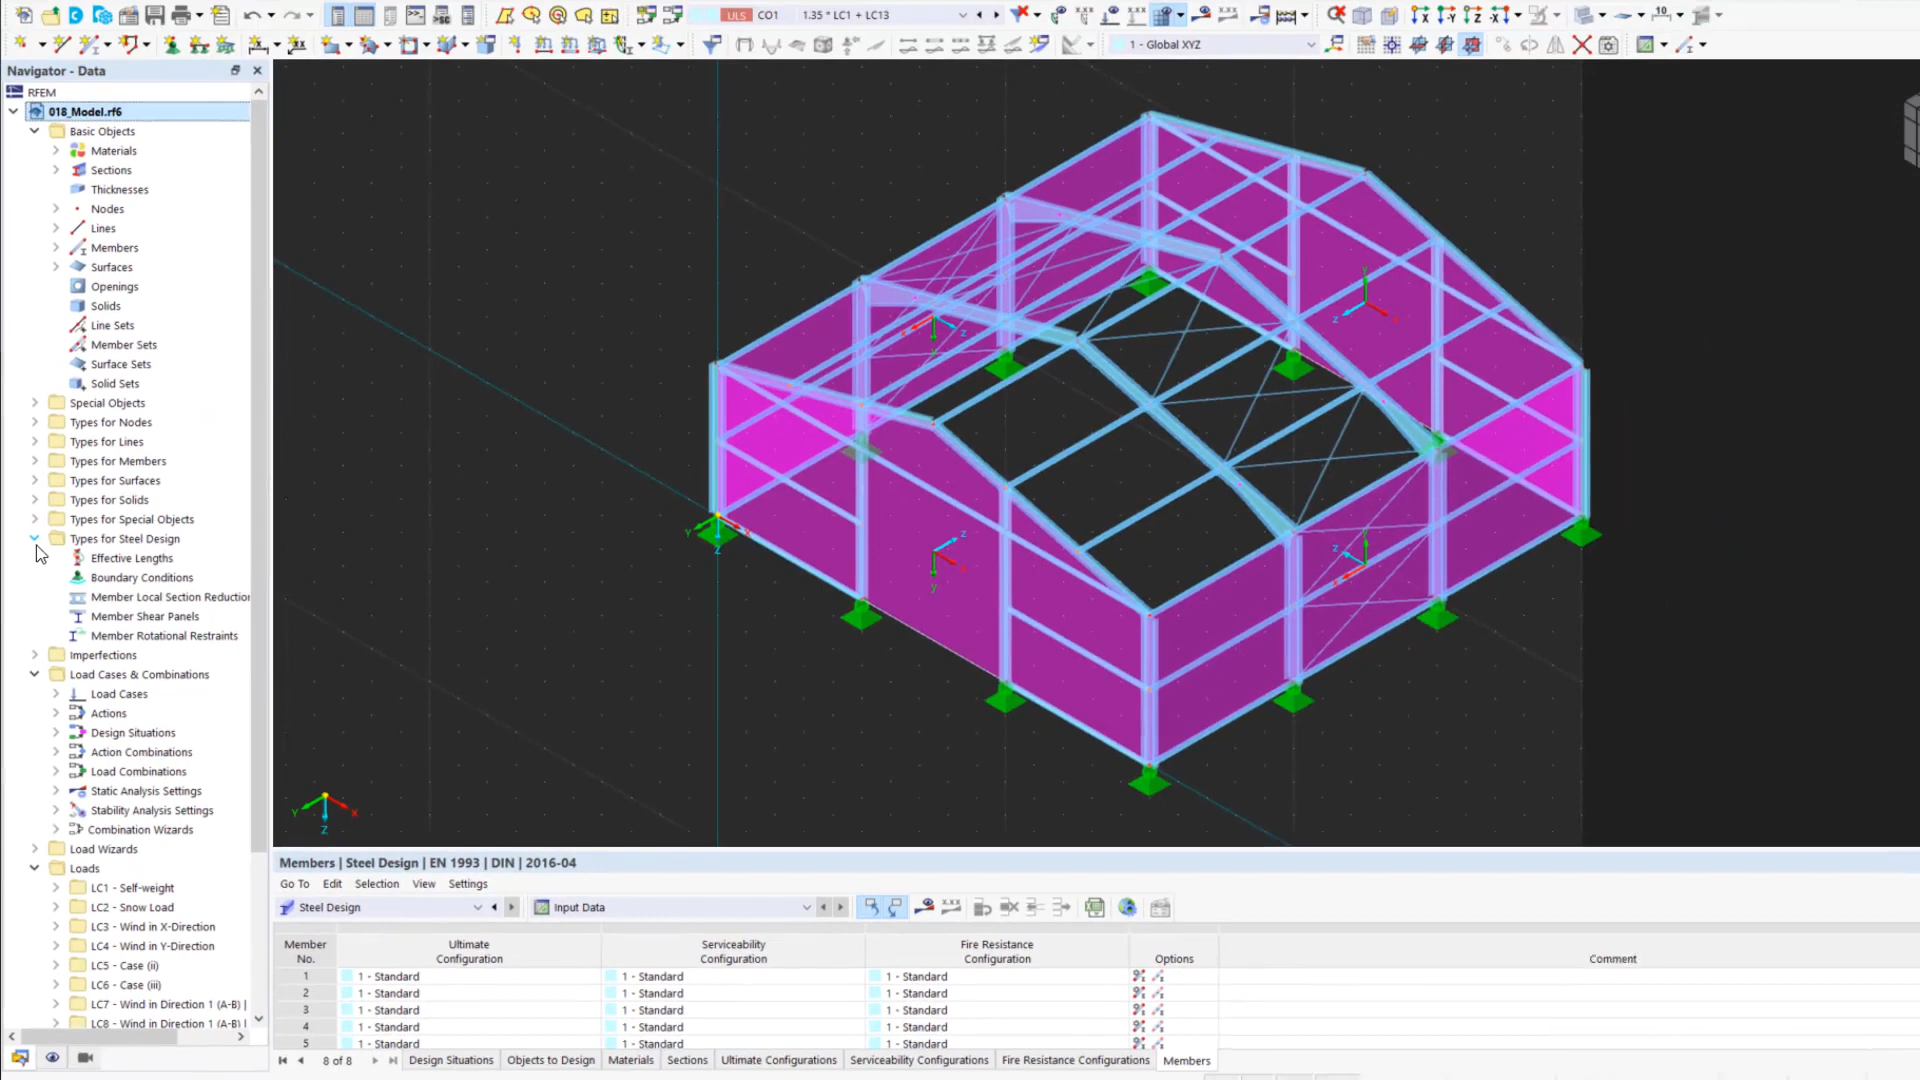 ULS CO1 1.35 * LC1 + LC13
1 - Global XYZ
Navigator - Data
RFEM
018_Model.rf6
Basic Objects
Materials
Sections
Thicknesses
Nodes
Lines
Members
Surfaces
Openings
Solids
Line Sets
Member Sets
Surface Sets
Solid Sets
Special Objects
Types for Nodes
Types for Lines
Types for Members
Types for Surfaces
Types for Solids
Types for Special Objects
Types for Steel Design
Effective Lengths
Boundary Conditions
Member Local Section Reductio
Member Shear Panels
Member Rotational Restraints
Imperfections
Load Cases & Combinations
Load Cases
Actions
Design Situations
Action Combinations
Load Combinations
Static Analysis Settings
Stability Analysis Settings
Combination Wizards
Load Wizards
Loads
LC1 - Self-weight
LC2 - Snow Load
LC3 - Wind in X-Direction
LC4 - Wind in Y-Direction
LC5 - Case (ii)
LC6 - Case (iii)
LC7 - Wind in Direction 1 (A-B) |
LC8 - Wind in Direction 1 (A-B) |
Members | Steel Design | EN 1993 | DIN | 2016-04
Go To Edit Selection View Settings
Steel Design Input Data
Member No. Ultimate Configuration Serviceability Configuration Fire Resistance Configuration Options Comment
1 1 - Standard 1 - Standard 1 - Standard
2 1 - Standard 1 - Standard 1 - Standard
3 1 - Standard 1 - Standard 1 - Standard
4 1 - Standard 1 - Standard 1 - Standard
5 1 - Standard 1 - Standard 1 - Standard
8 of 8 Design Situations Objects to Design Materials Sections Ultimate Configurations Serviceability Configurations Fire Resistance Configurations Members